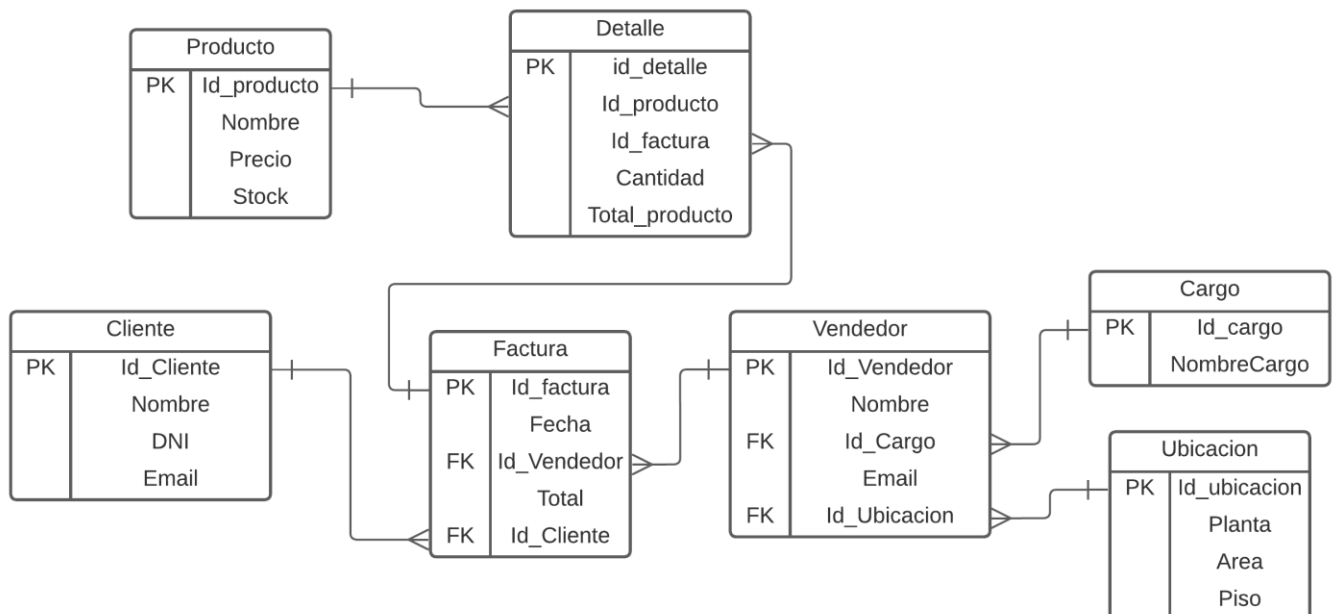 Producto
PK Id_producto
Nombre
Precio
Stock
Detalle
PK id_detalle
Id_producto
Id_factura
Cantidad
Total_producto
Cliente
PK Id_Cliente
Nombre
DNI
Email
Factura
PK Id_factura
Fecha
FK Id_Vendedor
Total
FK Id_Cliente
Vendedor
PK Id_Vendedor
Nombre
FK Id_Cargo
Email
FK Id_Ubicacion
Cargo
PK Id_cargo
NombreCargo
Ubicacion
PK Id_ubicacion
Planta
Area
Piso